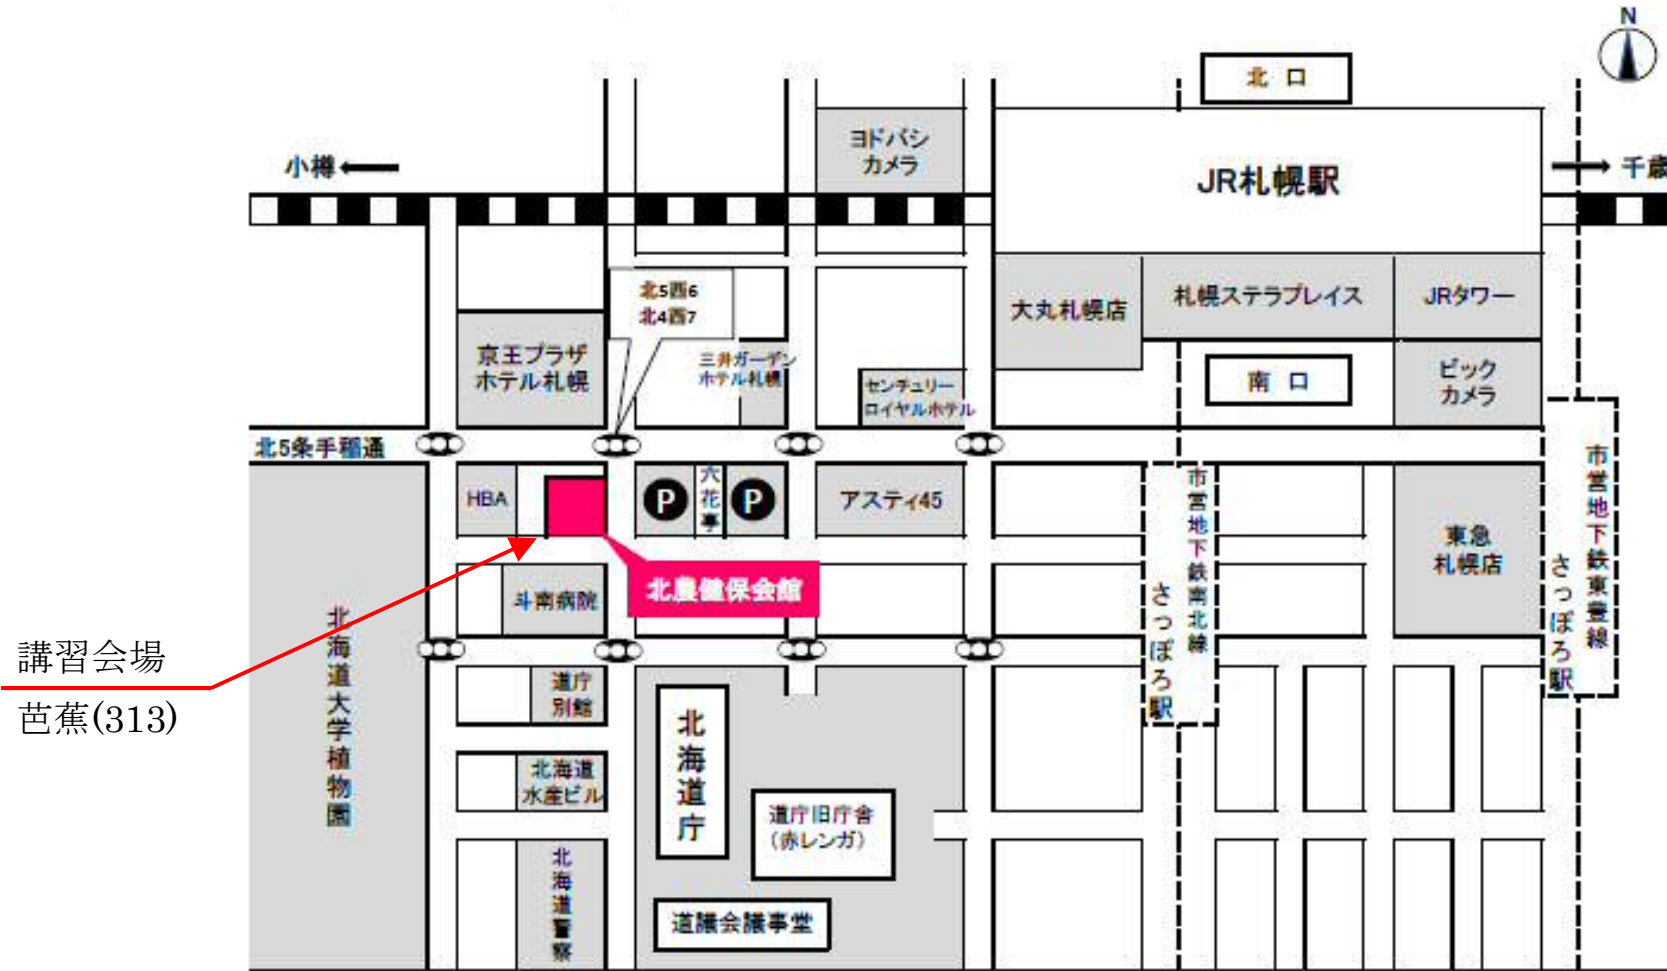 N
北 口
ヨドバシ
カメラ
小樽
JR札幌駅
千歳
北5西6
北4西7
大丸札幌店
札幌ステラプレイス
JRタワー
京王プラザ
ホテル札幌
三井ガーデン
ホテル札幌
センチュリー
ロイヤルホテル
南 口
ビック
カメラ
北5条手稲通
HBA
P
六花亭
P
アスティ45
市営地下鉄南北線
さっぽろ駅
東急
札幌店
市営地下鉄東豊線
さっぽろ駅
北農健保会館
斗南病院
講習会場
芭蕉(313)
北海道大学植物園
道庁
別館
北海道庁
北海道
水産ビル
道庁旧庁舎
(赤レンガ)
北海道警察
道議会議事堂